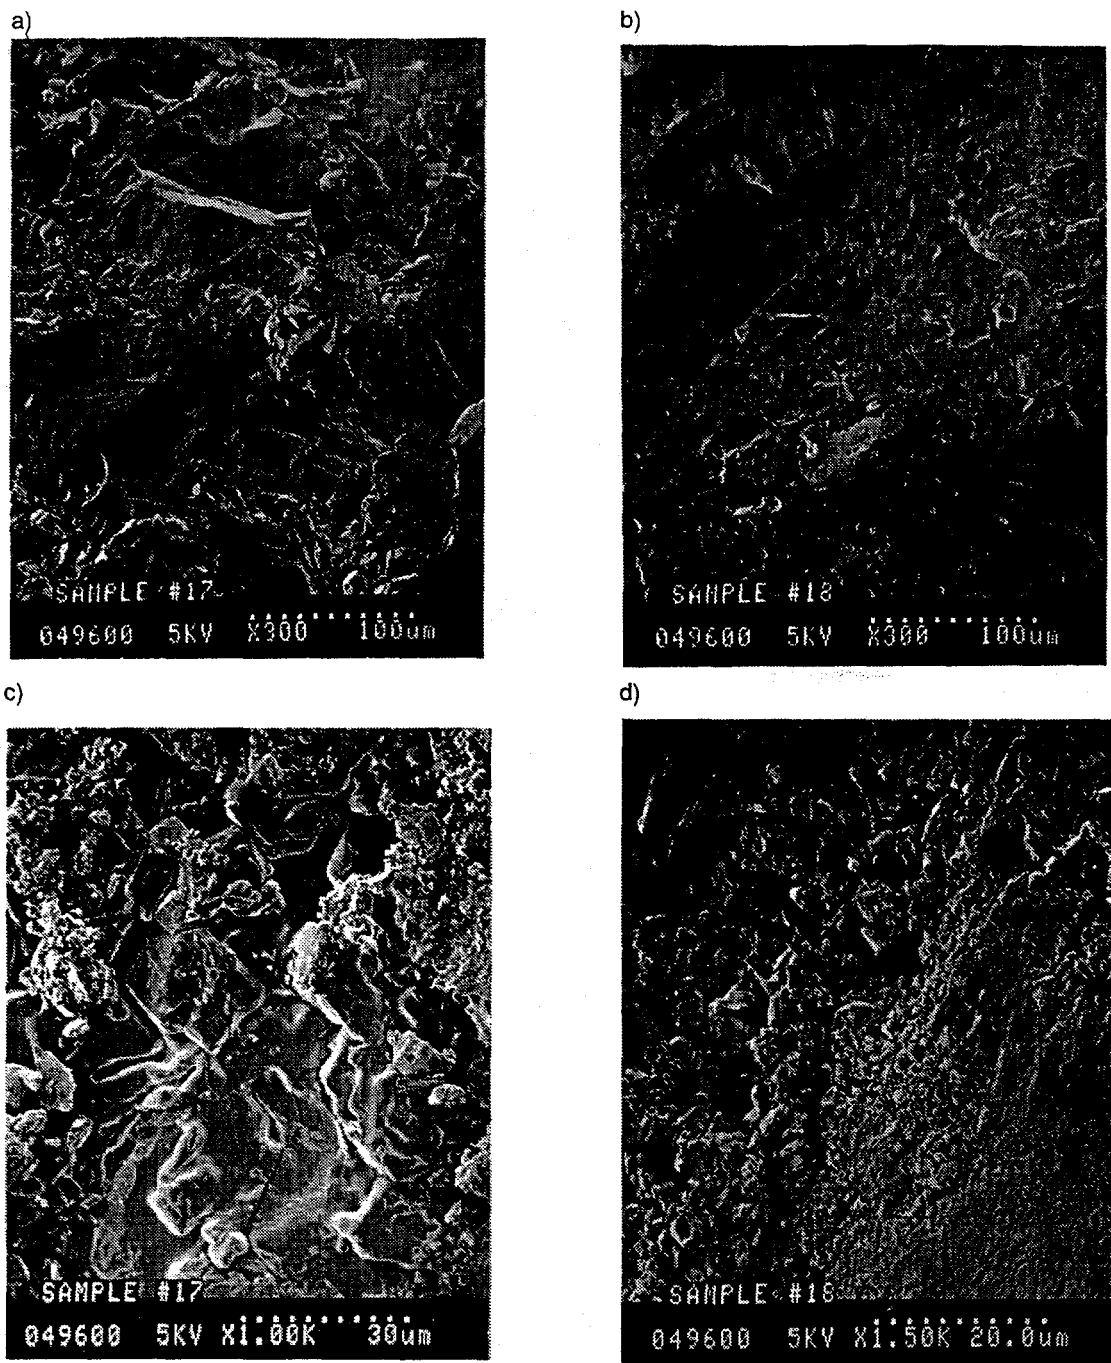 a)
b)
SAMPLE #17
049600 5KV X300 100um
SAMPLE #18
049600 5KV X300 100um
c)
d)
SAMPLE #17
049600 5KV X1.00K 30um
SAMPLE #18
049600 5KV X1.50K 20.0um